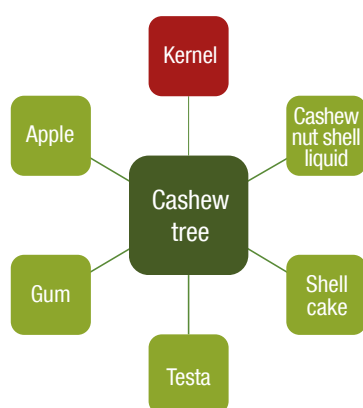 Kernel
Apple
Cashew
nut shell
liquid
Cashew
tree
Gum
Shell
cake
Testa